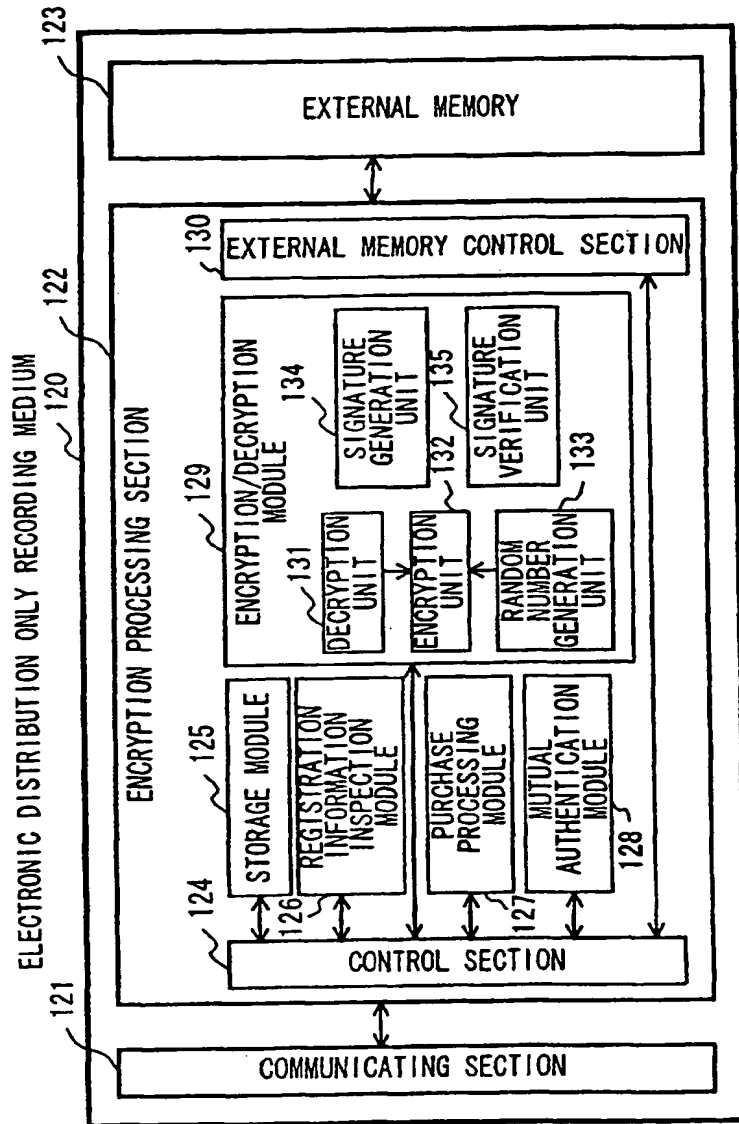 ELECTRONIC DISTRIBUTION ONLY RECORDING MEDIUM
120
121
COMMUNICATING SECTION
122
ENCRYPTION PROCESSING SECTION
124
CONTROL SECTION
125
STORAGE MODULE
126
REGISTRATION
INFORMATION
INSPECTION
MODULE
127
PURCHASE
PROCESSING
MODULE
128
MUTUAL
AUTHENTICATION
MODULE
129
ENCRYPTION/DECRYPTION
MODULE
131
DECRYPTION
UNIT
132
ENCRYPTION
UNIT
133
RANDOM
NUMBER
GENERATION
UNIT
134
SIGNATURE
GENERATION
UNIT
135
SIGNATURE
VERIFICATION
UNIT
130
EXTERNAL MEMORY CONTROL SECTION
123
EXTERNAL MEMORY